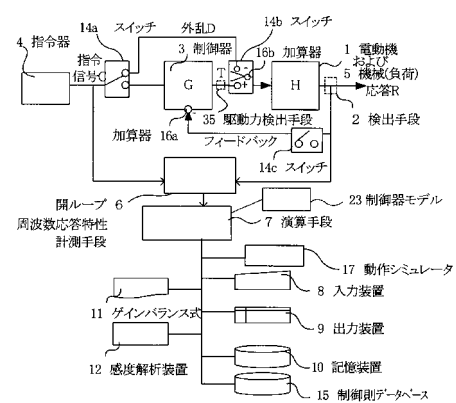 14a スイッチ
外乱D
14b スイッチ
4 指令器
3 制御器
16b 加算器
1 電動機
および
5 機械(負荷)
指令
信号C
G
T
H
応答R
加算器
16a
35 駆動力検出手段
2 検出手段
フィードバック
14c スイッチ
開ループ 6
周波数応答特性
計測手段
7 演算手段
23 制御器モデル
17 動作シミュレータ
8 入力装置
11 ゲインバランス式
9 出力装置
12 感度解析装置
10 記憶装置
15 制御則データベース